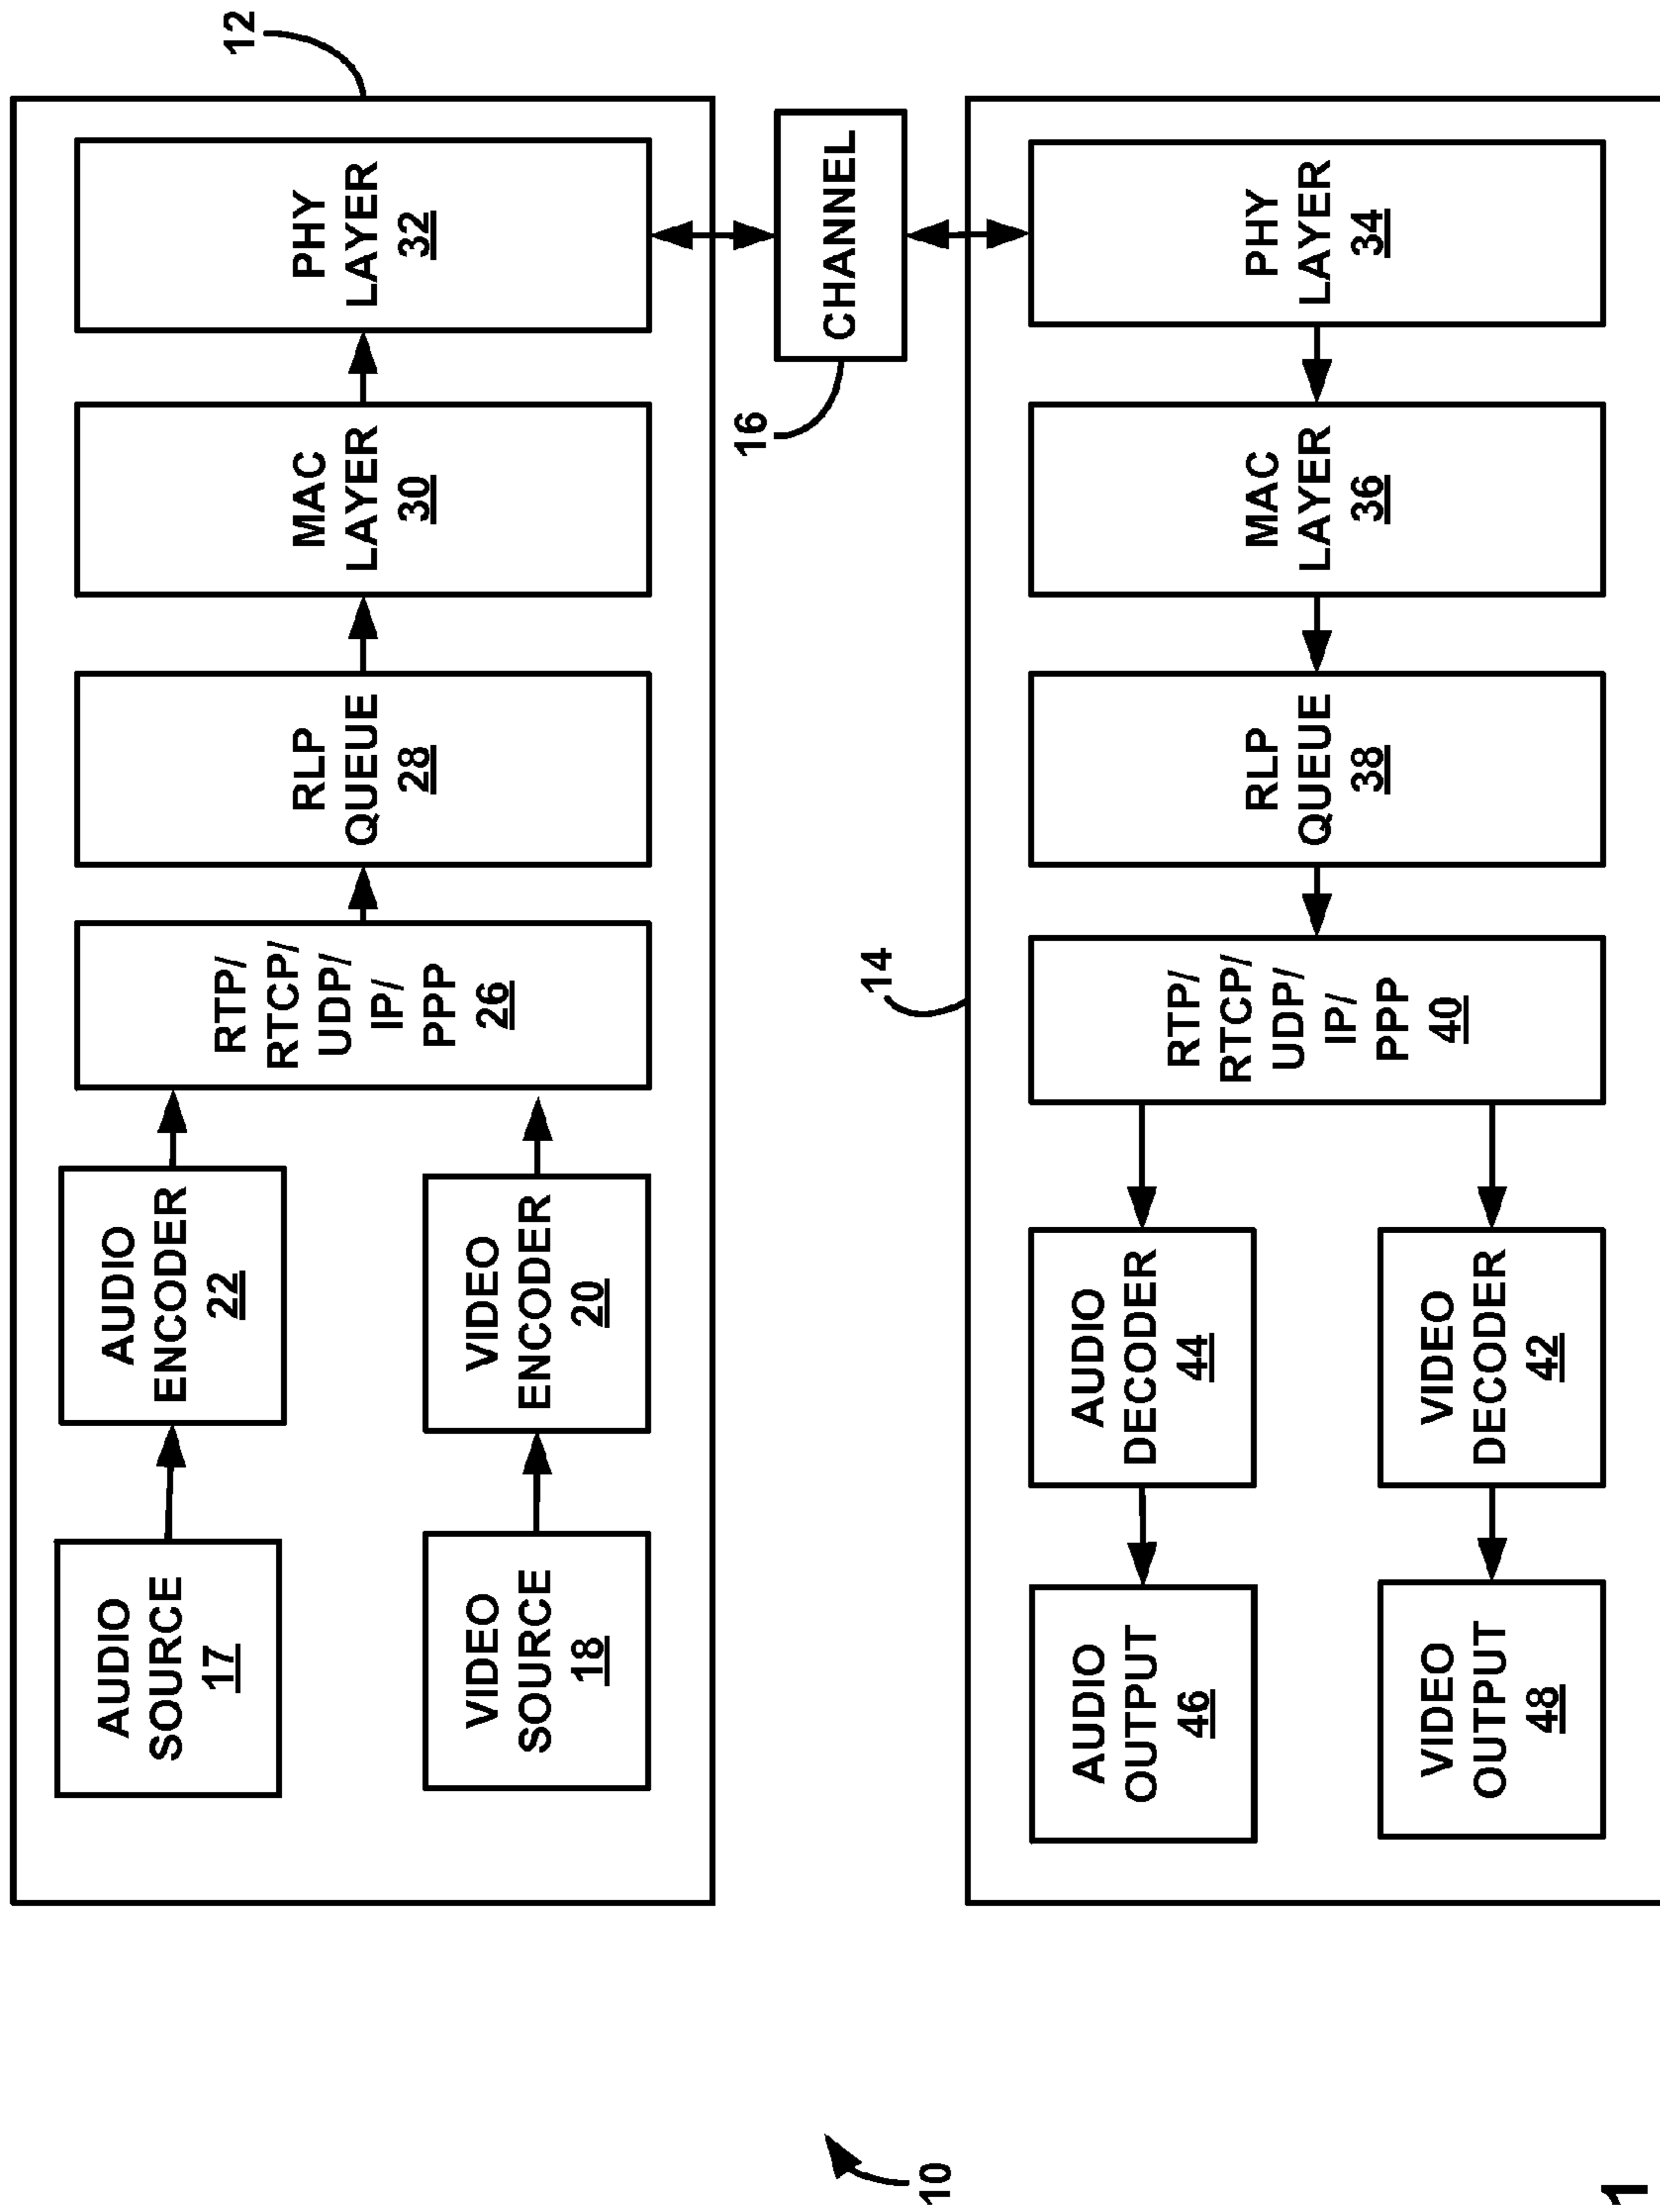 12
AUDIO
SOURCE
17
AUDIO
ENCODER
22
VIDEO
SOURCE
18
VIDEO
ENCODER
20
RTP/
RTCP/
UDP/
IP/
PPP
26
RLP
QUEUE
28
MAC
LAYER
30
PHY
LAYER
32
16
CHANNEL
10
14
AUDIO
OUTPUT
46
AUDIO
DECODER
44
VIDEO
OUTPUT
48
VIDEO
DECODER
42
RTP/
RTCP/
UDP/
IP/
PPP
40
RLP
QUEUE
38
MAC
LAYER
36
PHY
LAYER
34
1